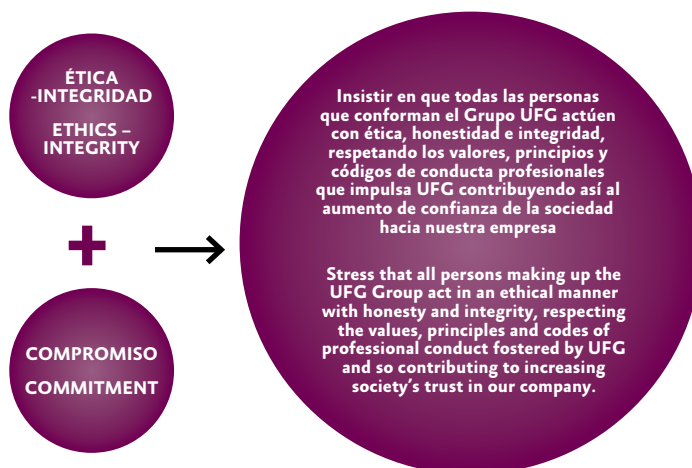 ÉTICA
-INTEGRIDAD
ETHICS –
INTEGRITY
+
COMPROMISO
COMMITMENT
Insistir en que todas las personas
que conforman el Grupo UFG actúen
con ética, honestidad e integridad,
respetando los valores, principios y
códigos de conducta profesionales
que impulsa UFG contribuyendo así al
aumento de confianza de la sociedad
hacia nuestra empresa
Stress that all persons making up the
UFG Group act in an ethical manner
with honesty and integrity, respecting
the values, principles and codes of
professional conduct fostered by UFG
and so contributing to increasing
society’s trust in our company.